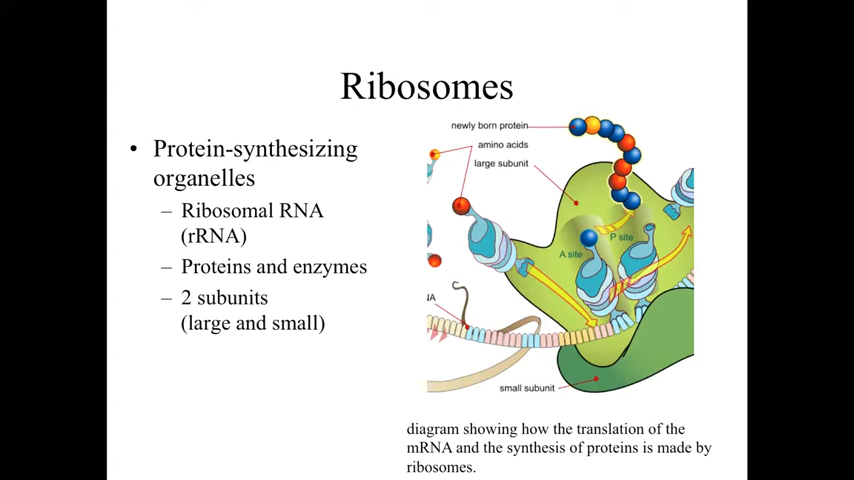 Ribosomes
• Protein-synthesizing
organelles
– Ribosomal RNA
(rRNA)
– Proteins and enzymes
– 2 subunits
(large and small)
newly born protein
amino acids
large subunit
P site
A site
NA
small subunit
diagram showing how the translation of the
mRNA and the synthesis of proteins is made by
ribosomes.